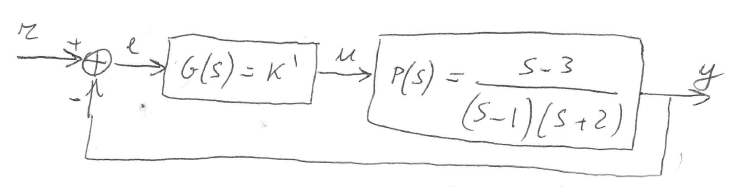 r + e G(s) = K' u P(s) = (s-3)/((s-1)(s+2)) y
-